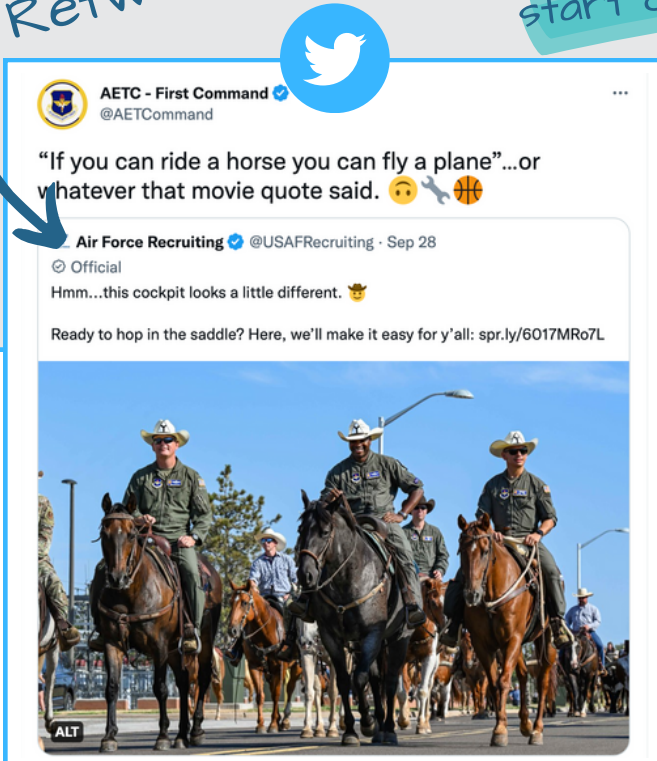 start
AETC - First Command
@AETCommand
“If you can ride a horse you can fly a plane”...or
whatever that movie quote said. 🙃🔧🏀
Air Force Recruiting @USAFRecruiting · Sep 28
Official
Hmm...this cockpit looks a little different. 🤠
Ready to hop in the saddle? Here, we’ll make it easy for y’all: spr.ly/6017MRo7L
ALT